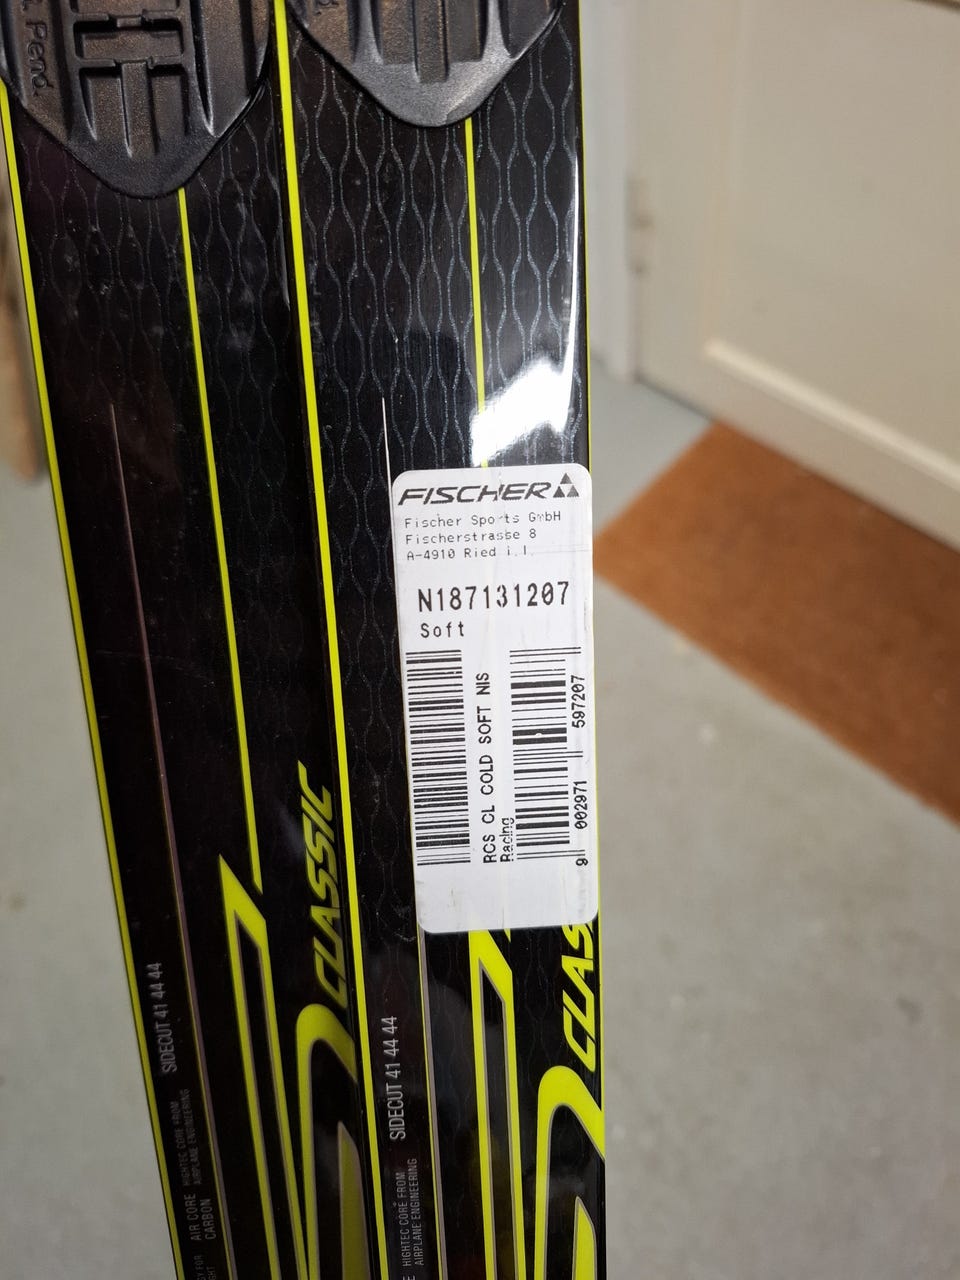 Pend.
d.
FISCHER
Fischer Sports GmbH
Fischerstrasse 8
A-4910 Ried i.I.
N187131207
Soft
RCS CL COLD SOFT NIS
Racing
9 002971 597207
CLASSIC
CLAS
SIDECUT 41 44 44
HIGHTEC CORE FROM
AIRPLANE ENGINEERING
AIR CORE
CARBON
SIDECUT 41 44 44
HIGHTEC CORE FROM
AIRPLANE ENGINEERING